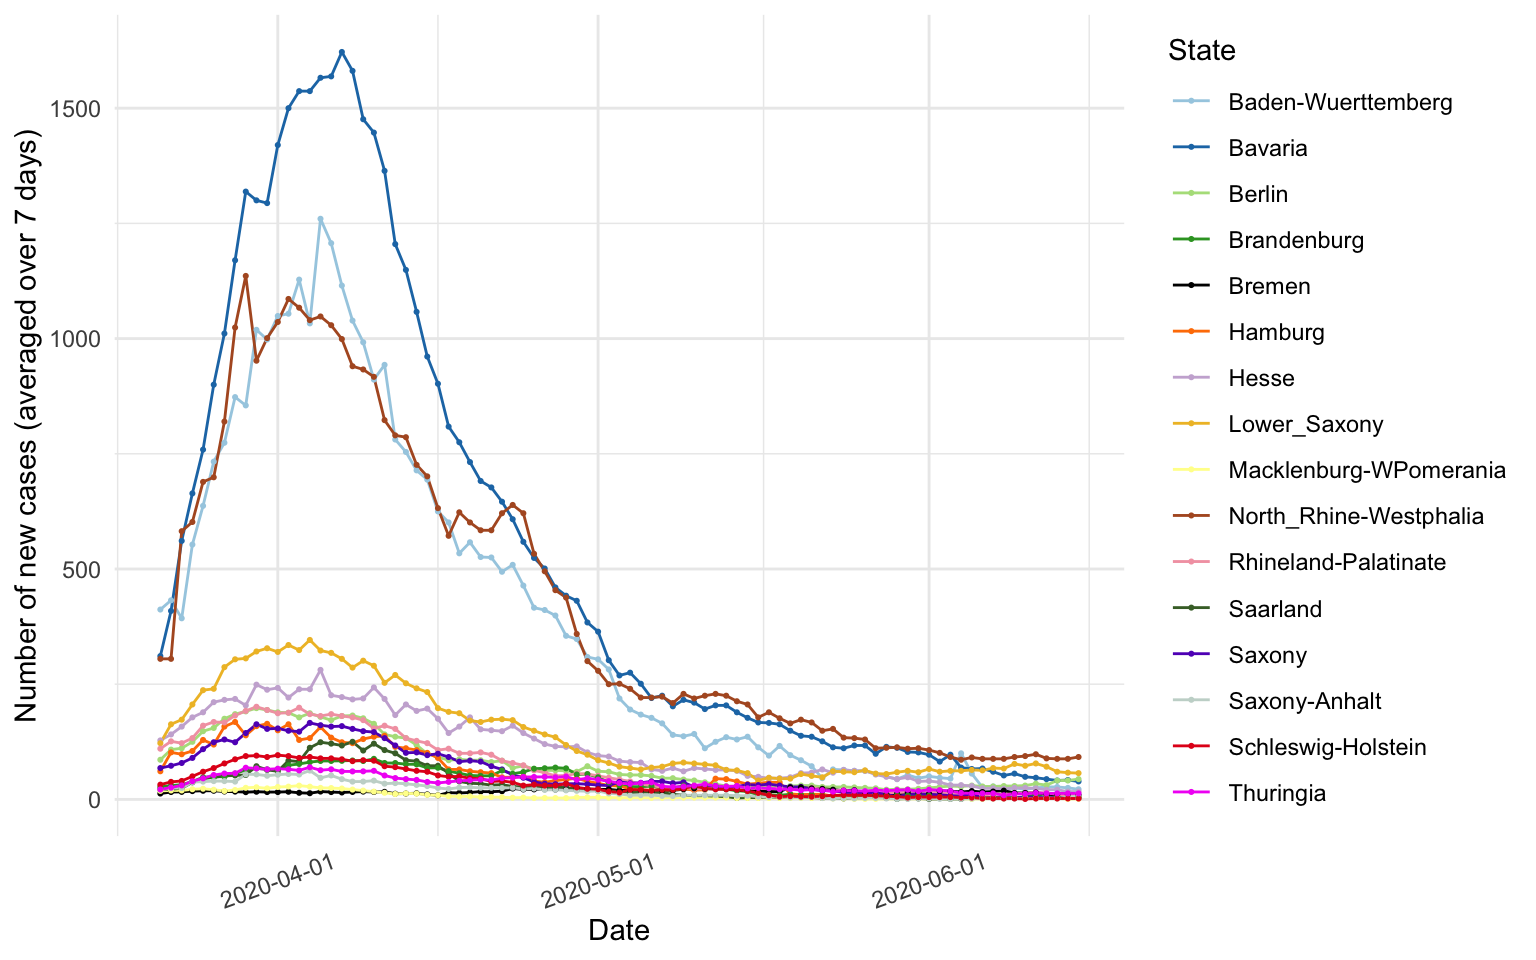 Number of new cases (averaged over 7 days)
1500
1000
500
0
2020-04-01
2020-05-01
2020-06-01
Date
State
Baden-Wuerttemberg
Bavaria
Berlin
Brandenburg
Bremen
Hamburg
Hesse
Lower_Saxony
Macklenburg-WPomerania
North_Rhine-Westphalia
Rhineland-Palatinate
Saarland
Saxony
Saxony-Anhalt
Schleswig-Holstein
Thuringia